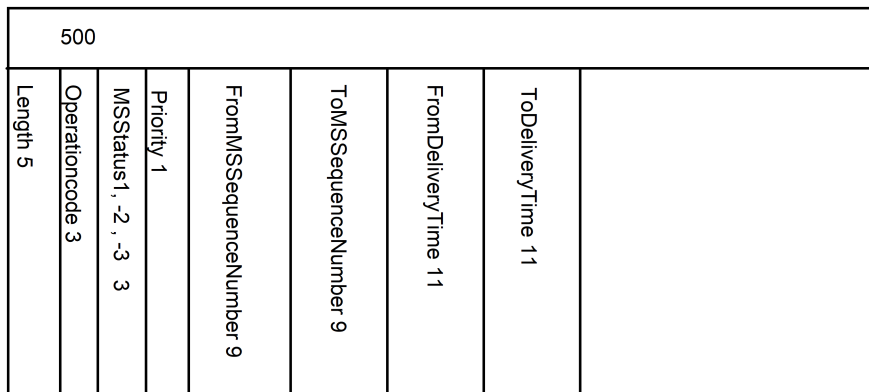 500
Length 5
Operationcode 3
MSStatus1, -2 , -3 3
Priority 1
FromMSSequenceNumber 9
ToMSSequenceNumber 9
FromDeliveryTime 11
ToDeliveryTime 11